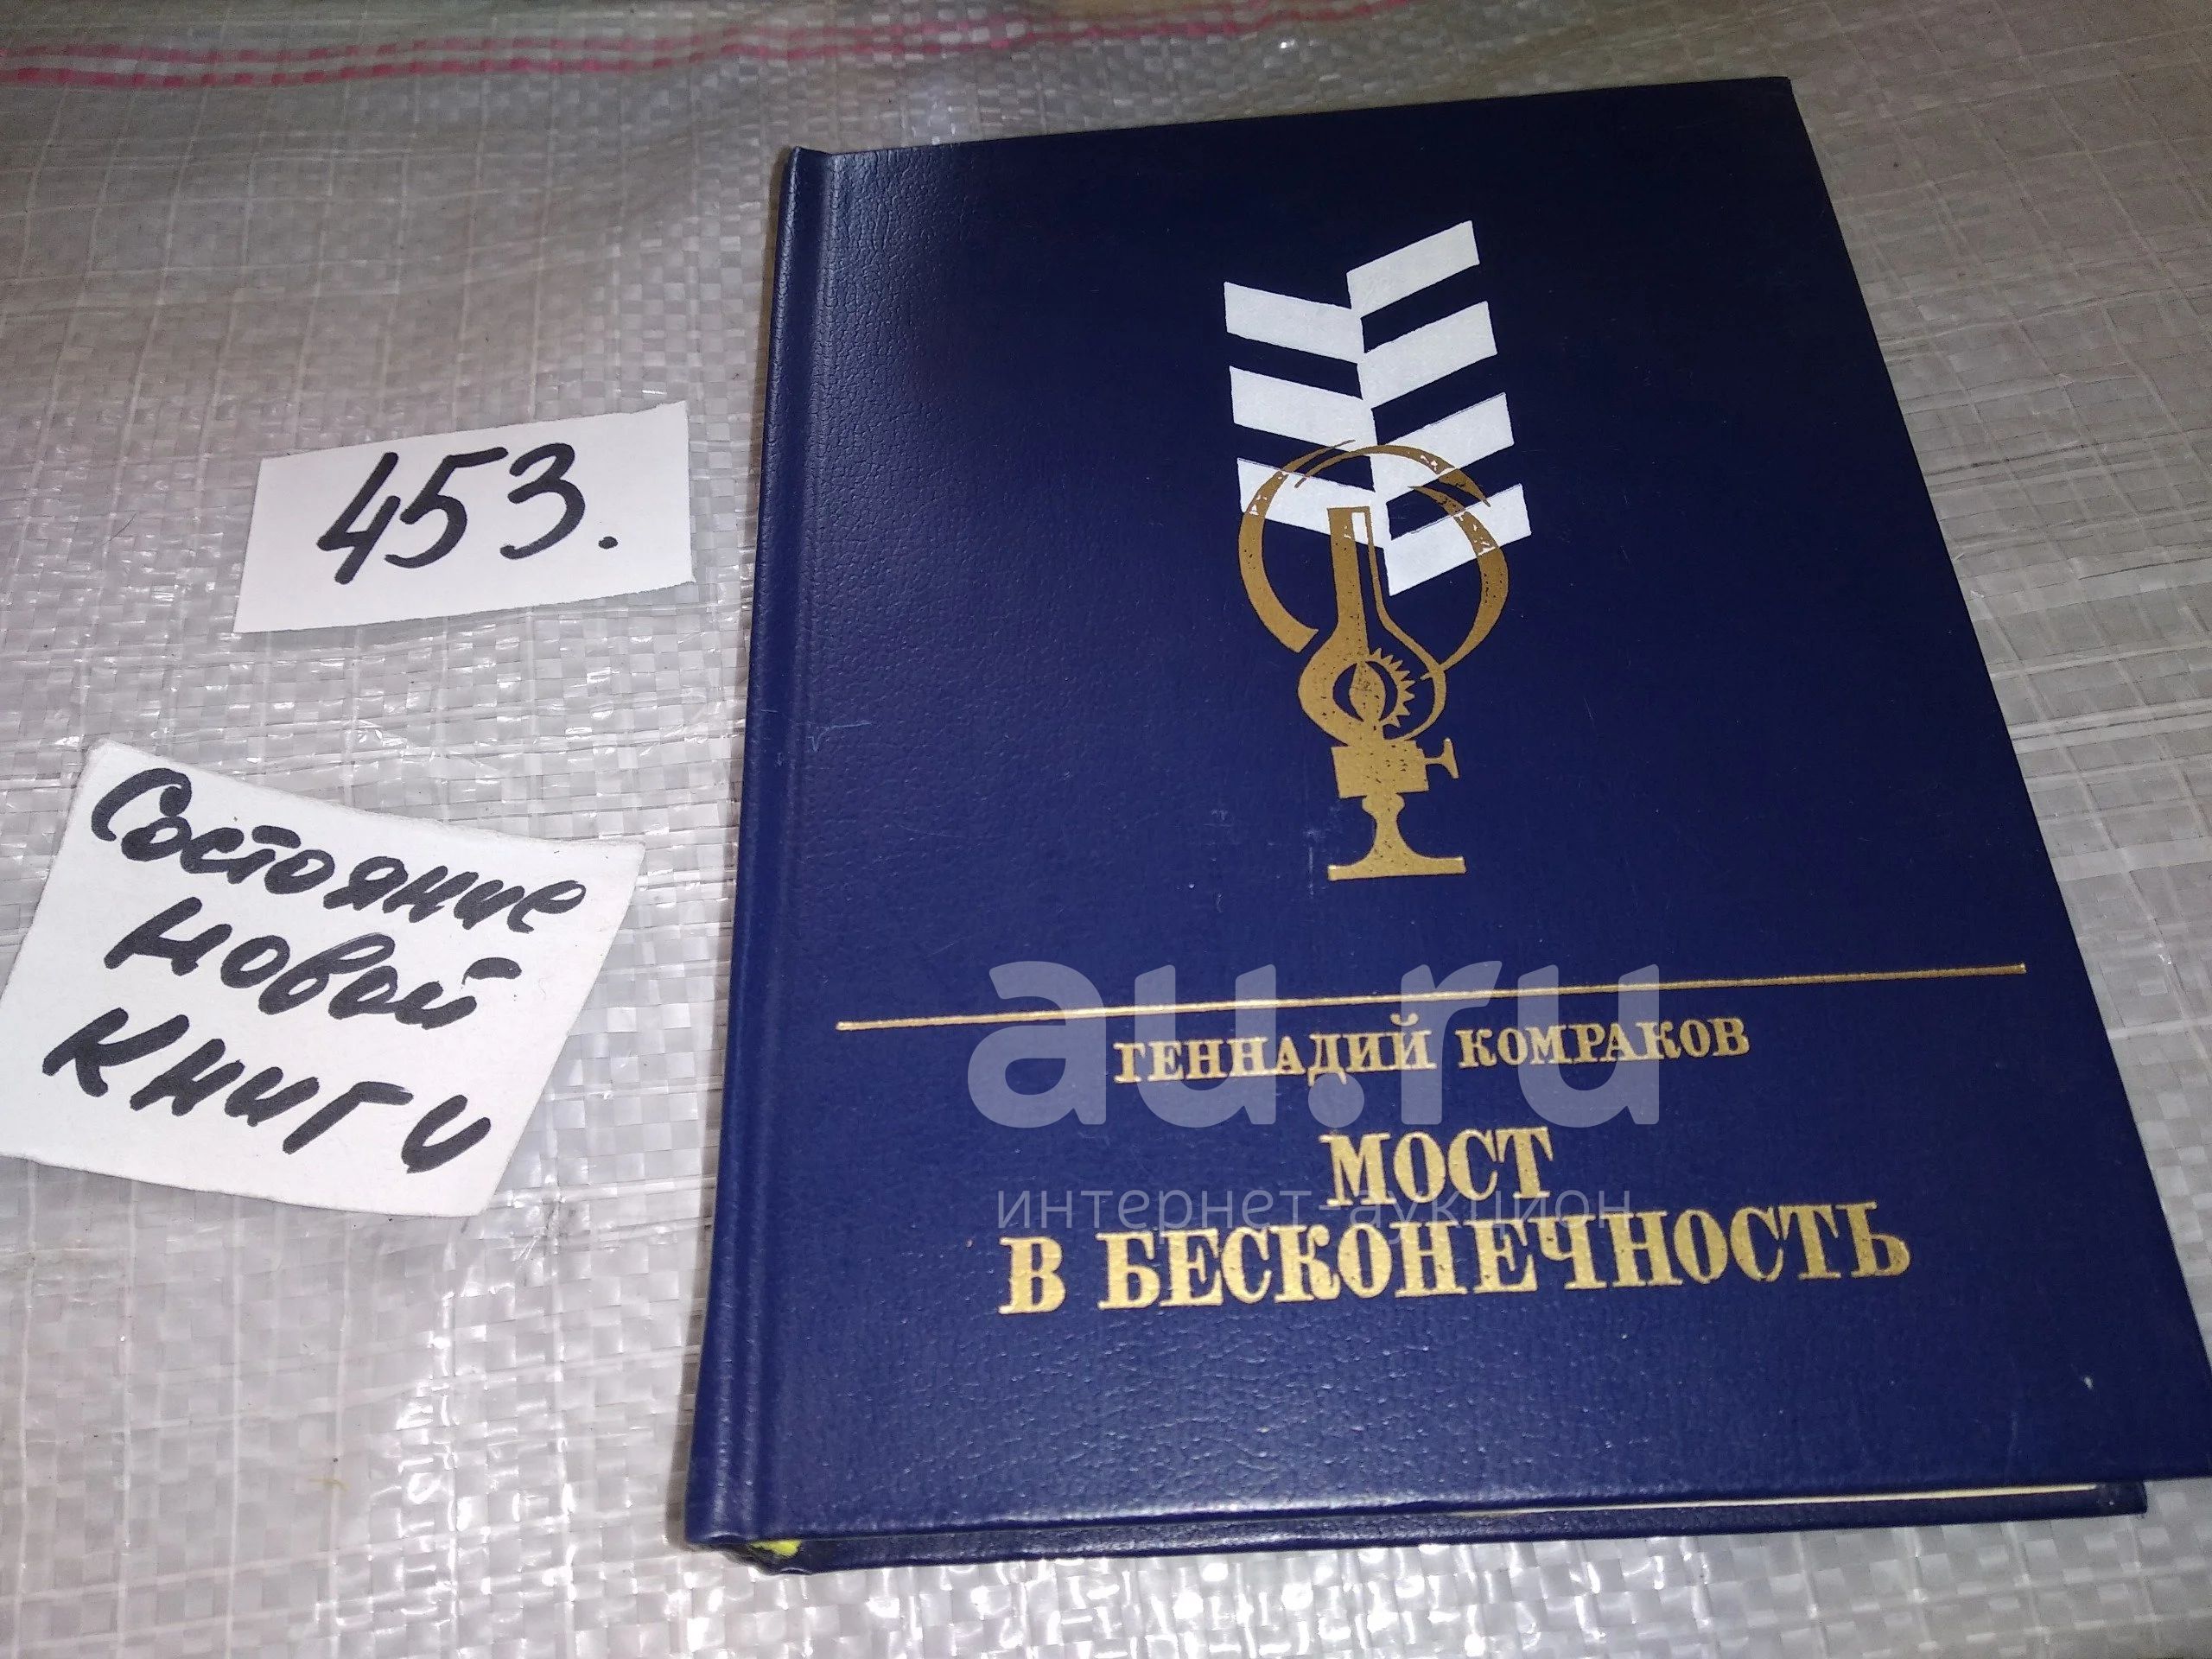 453.
Состояние
новой
книги
ГЕННАДИЙ КОМРАКОВ
МОСТ
В БЕСКОНЕЧНОСТЬ
au.ru
интернет-аукцион